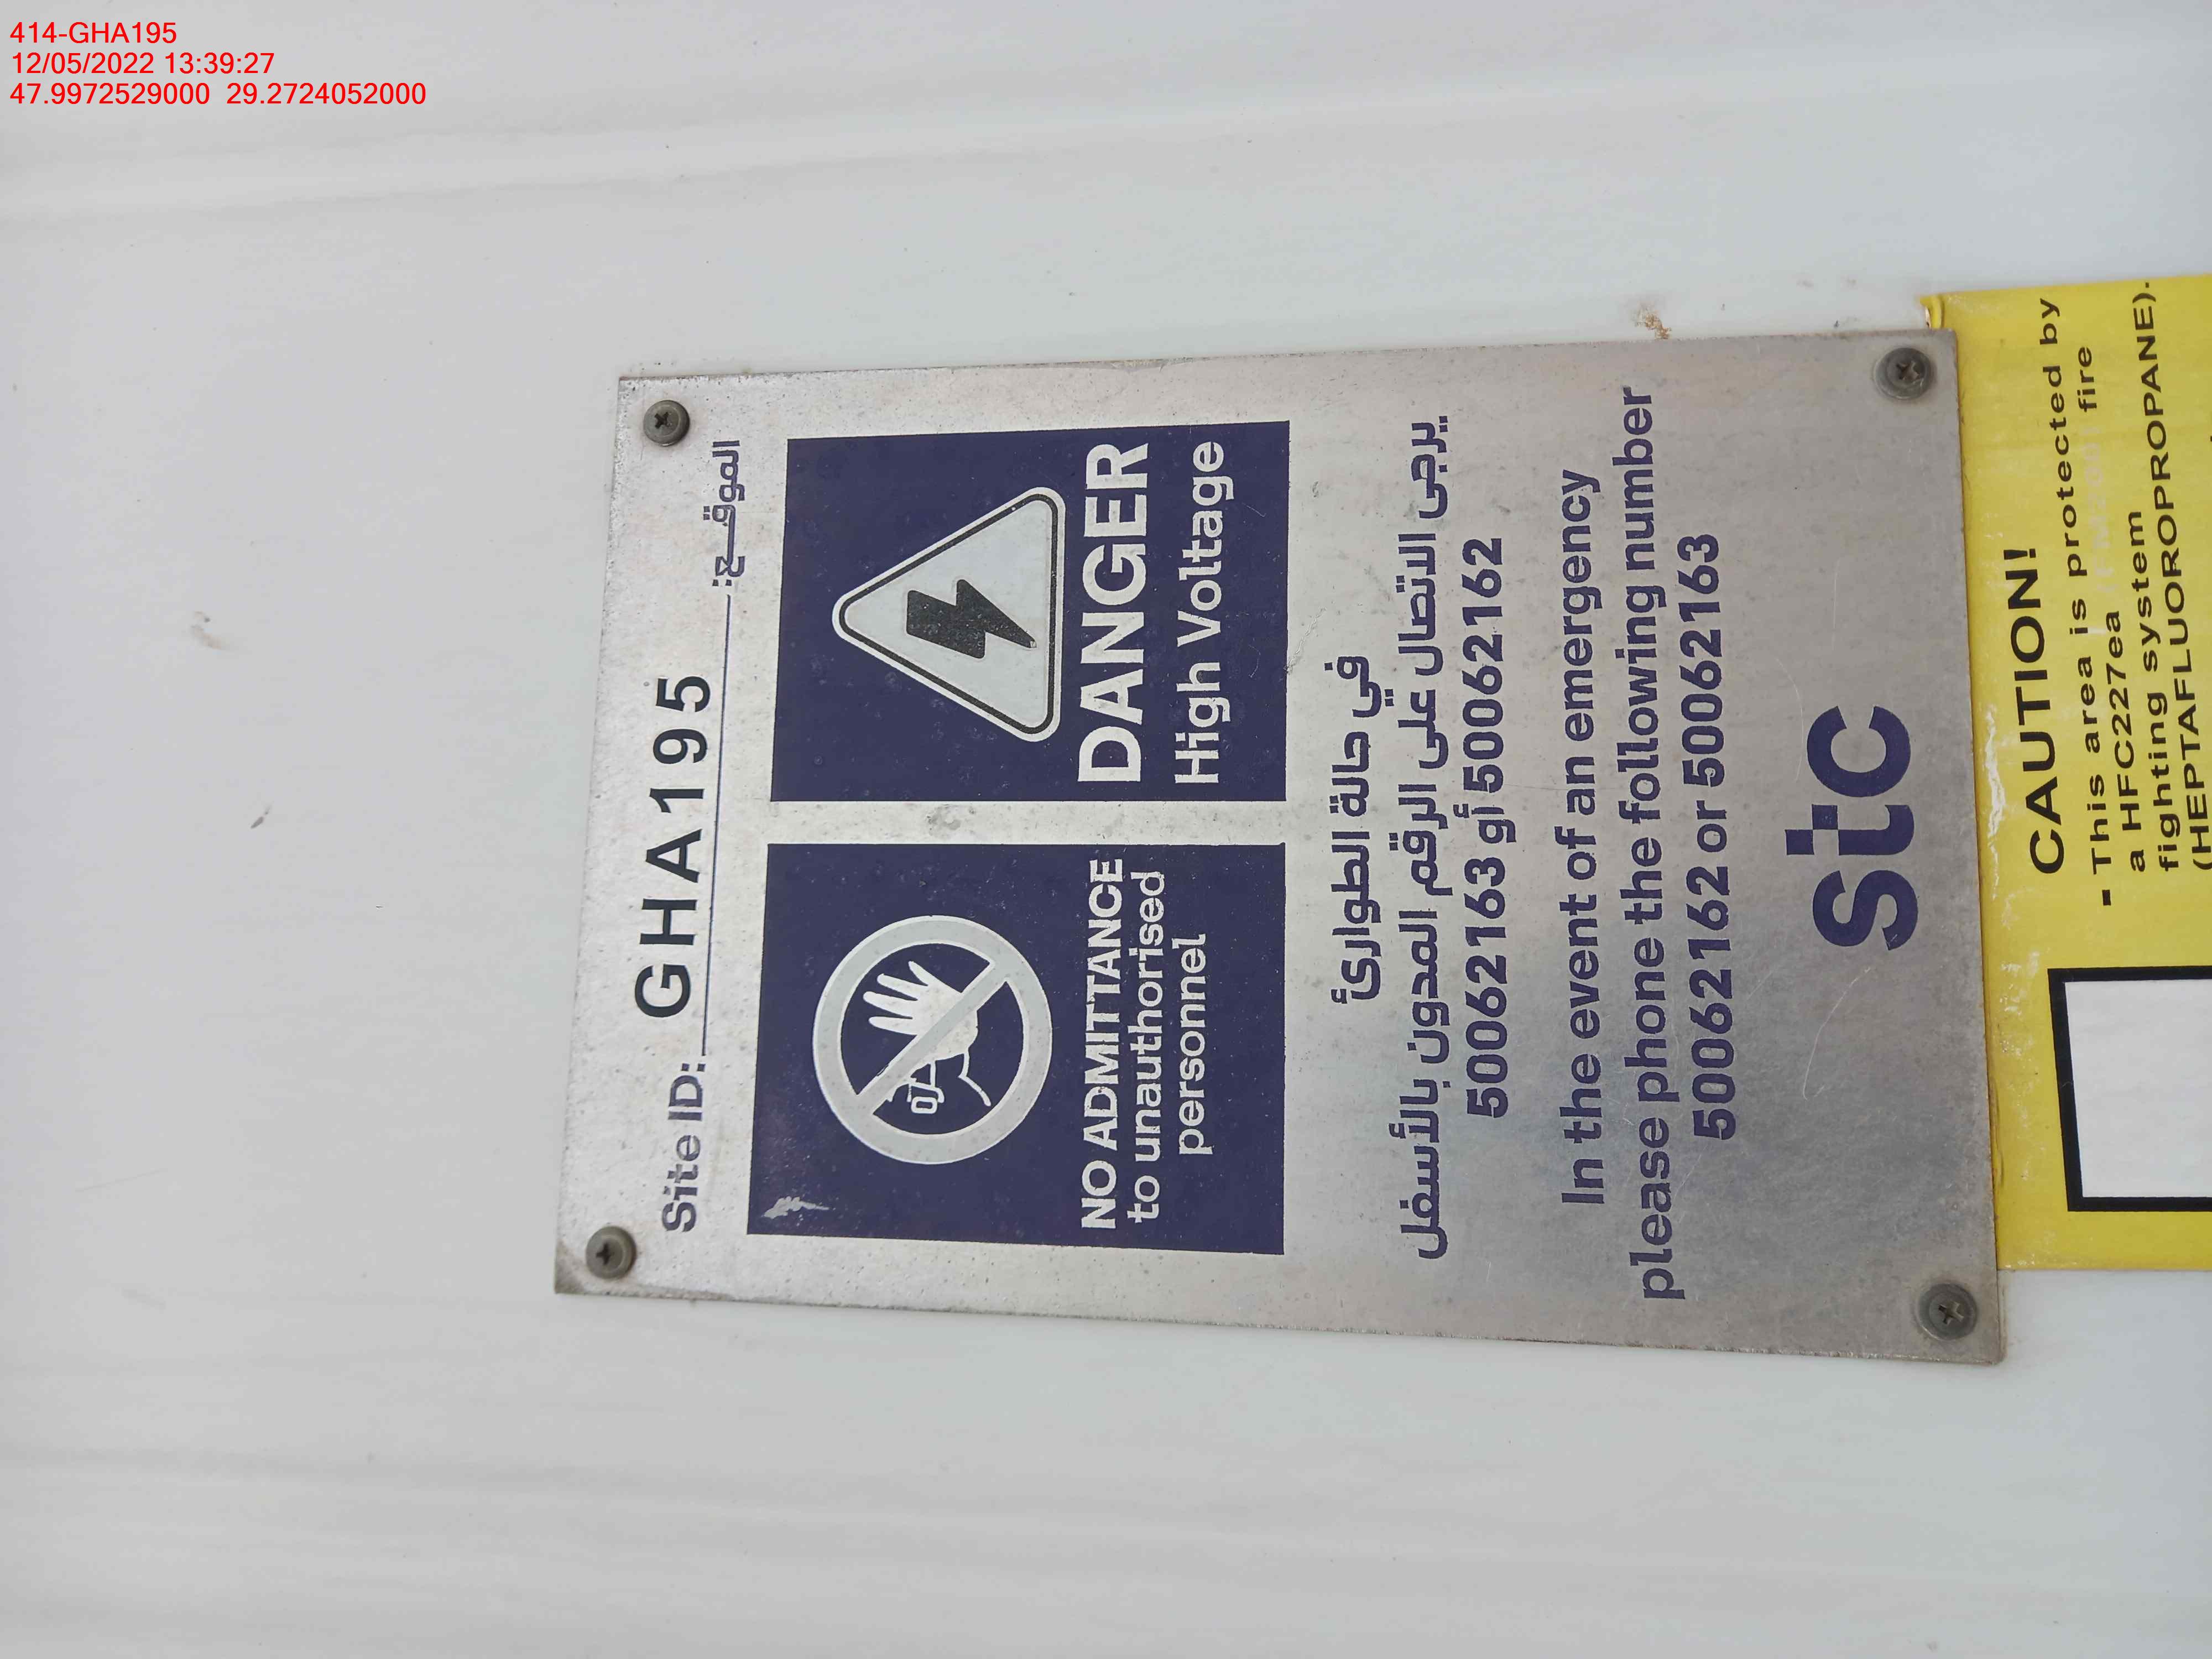 414-GHA195
12/05/2022 13:39:27
47.9972529000 29.2724052000
Site ID: GHA195 الموقع:
NO ADMITTANCE
to unauthorised
personnel
DANGER
High Voltage
في حالة الطوارئ
يرجى الاتصال على الرقم المدون بالأسفل
50062162 أو 50062163
In the event of an emergency
please phone the following number
50062162 or 50062163
stc
CAUTION!
- This area is protected by
a HFC227ea (FM200) fire
fighting system
(HEPTAFLUOROPROPANE).